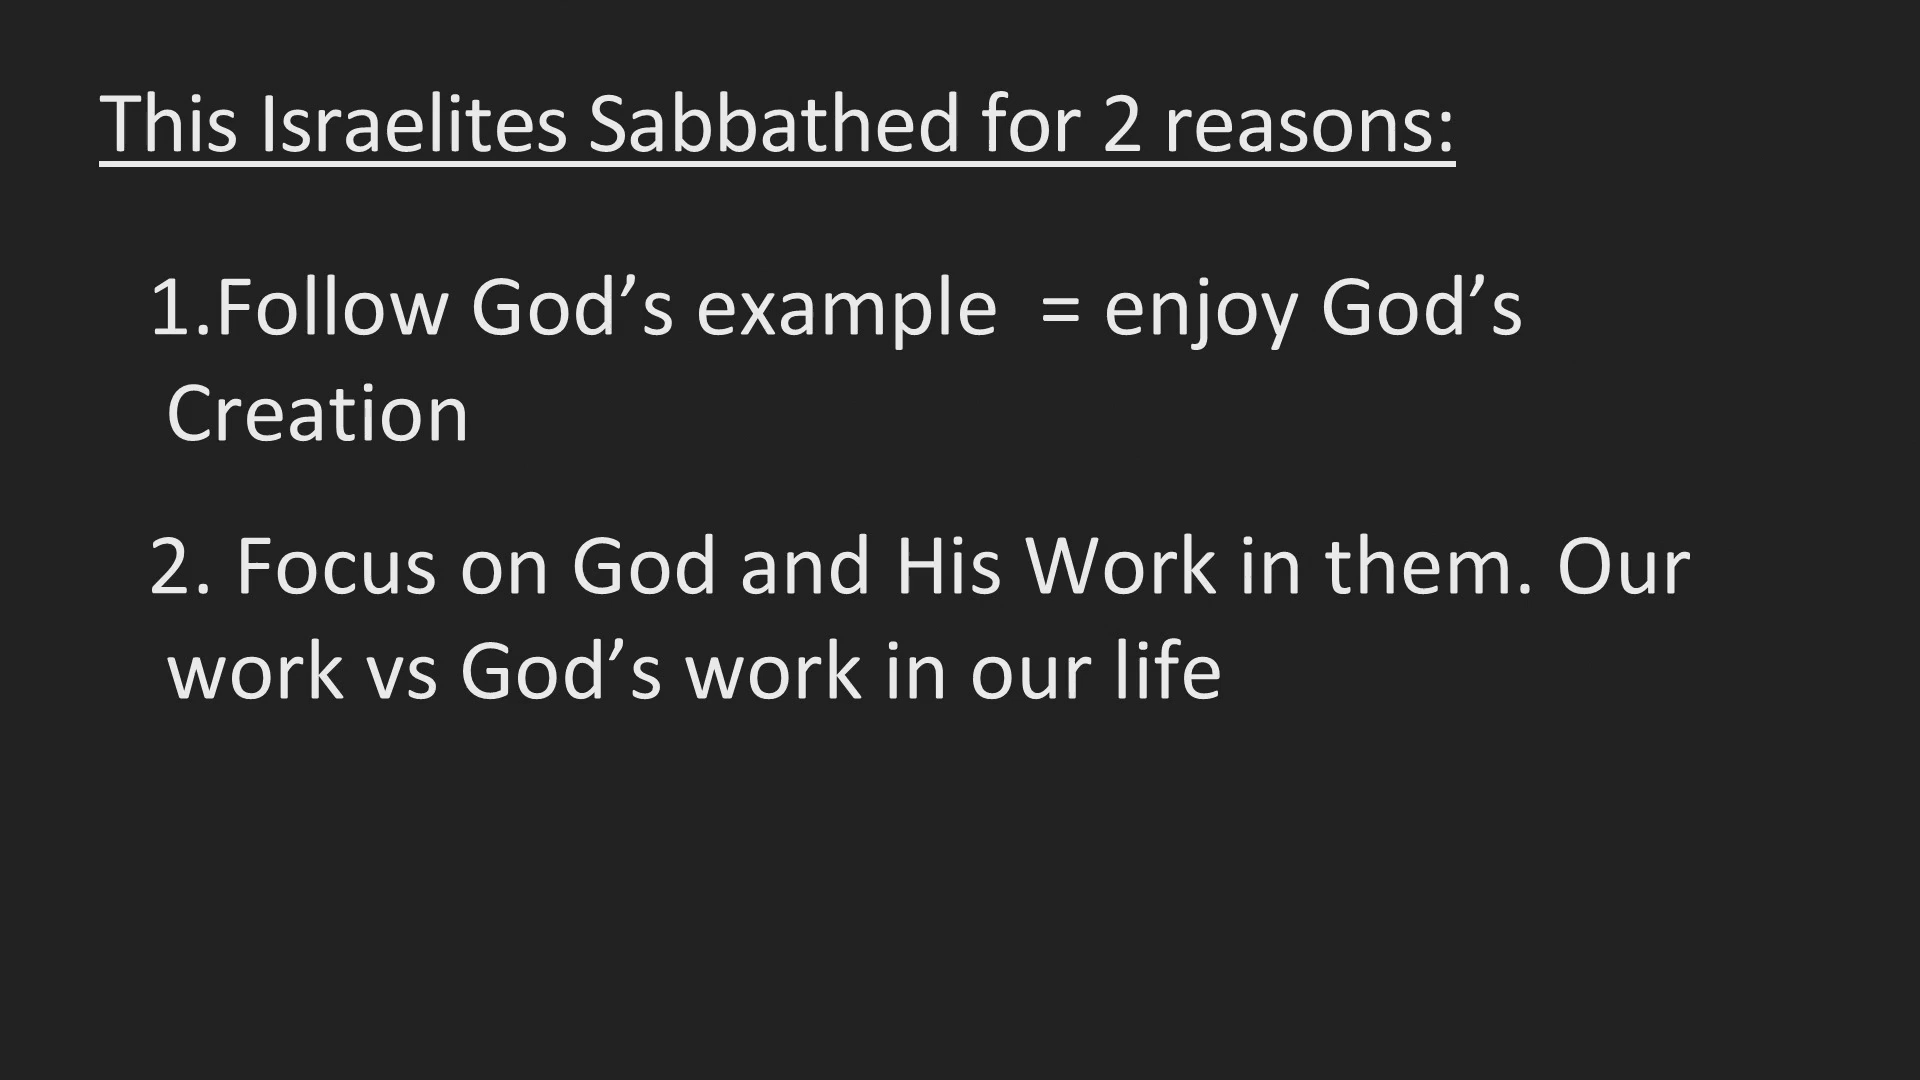 This Israelites Sabbathed for 2 reasons:
1.Follow God’s example  = enjoy God’s
Creation
2. Focus on God and His Work in them. Our
work vs God’s work in our life